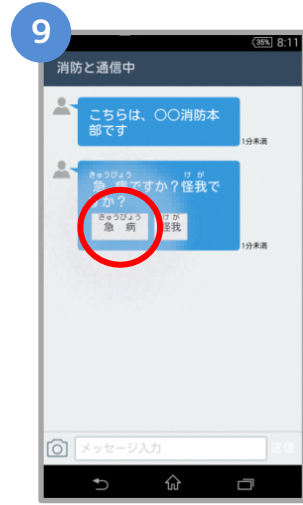 9
35% 8:11
消防と通信中
こちらは、〇〇消防本
部です
1分未満
きゅうびょう けが
急病ですか？怪我で
すか？
きゅうびょう けが
急病 怪我
1分未満
メッセージ入力 送信